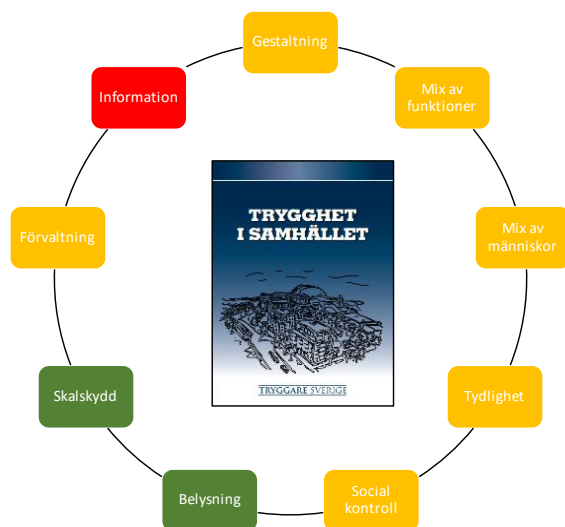 Gestaltning
Mix av
funktioner
Mix av
människor
Tydlighet
Social
kontroll
Belysning
Skalskydd
Förvaltning
Information
TRYGGHET
I SAMHÄLLET
TRYGGARE SVERIGE